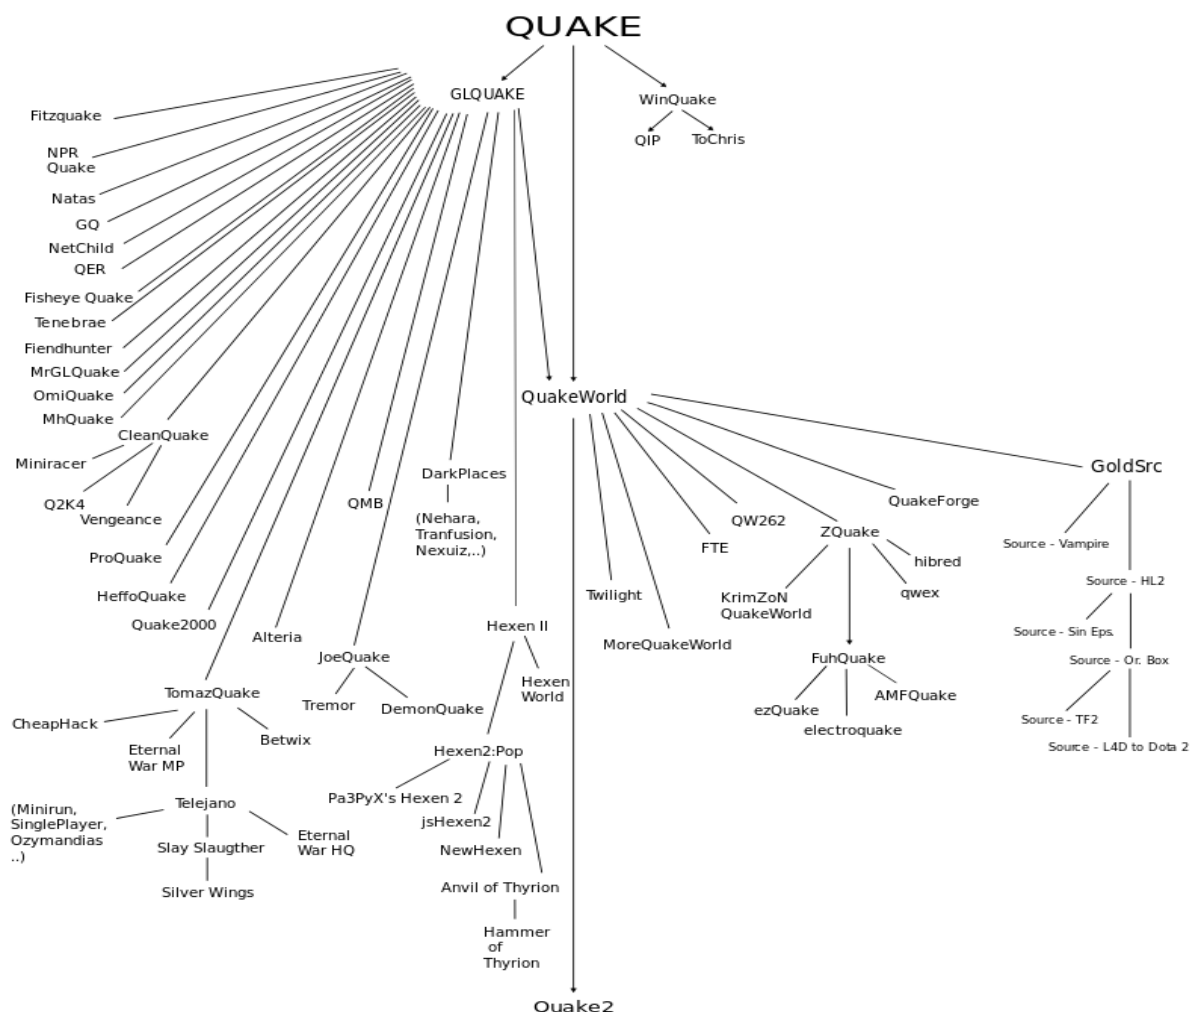 QUAKE
GLQUAKE
WinQuake
QIP
ToChris
Fitzquake
NPR
Quake
Natas
GQ
NetChild
QER
Fisheye Quake
Tenebrae
Fiendhunter
MrGLQuake
OmiQuake
MhQuake
CleanQuake
Miniracer
Q2K4
Vengeance
ProQuake
HeffoQuake
Quake2000
Alteria
QMB
DarkPlaces
(Nehara,
Tranfusion,
Nexuiz,..)
JoeQuake
Tremor
DemonQuake
TomazQuake
CheapHack
Eternal
War MP
Betwix
Telejano
(Minirun,
SinglePlayer,
Ozymandias
..)
Slay Slaugther
Eternal
War HQ
Silver Wings
Hexen II
Hexen
World
Hexen2:Pop
Pa3PyX's Hexen 2
jsHexen2
NewHexen
Anvil of Thyrion
Hammer
of
Thyrion
QuakeWorld
Twilight
MoreQuakeWorld
FTE
QW262
ZQuake
QuakeForge
hibred
qwex
KrimZoN
QuakeWorld
FuhQuake
ezQuake
AMFQuake
electroquake
GoldSrc
Source - Vampire
Source - HL2
Source - Sin Eps.
Source - Or. Box
Source - TF2
Source - L4D to Dota 2
Quake2